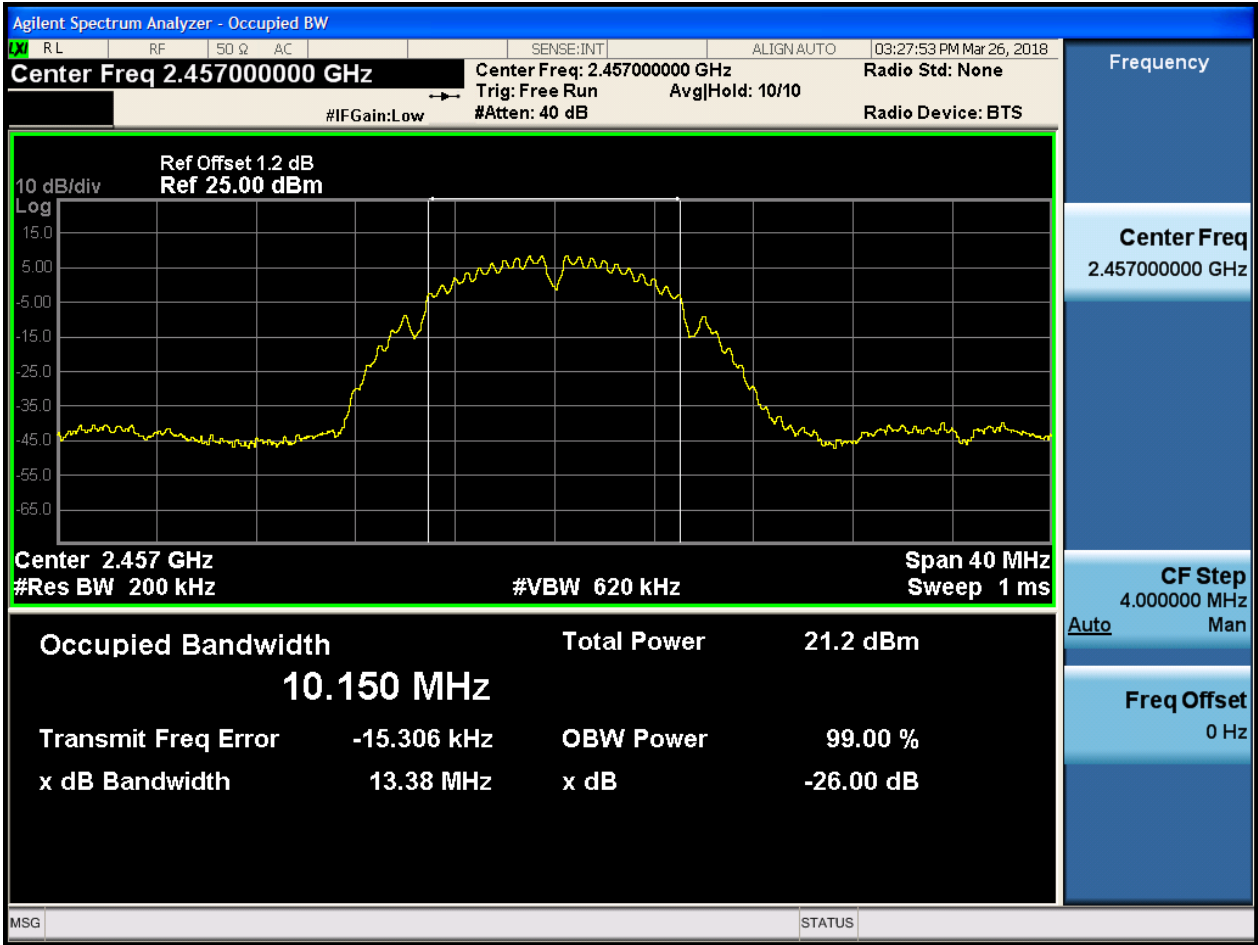 Agilent Spectrum Analyzer - Occupied BW
LXI RL RF 50 Ω AC SENSE:INT ALIGN AUTO 03:27:53 PM Mar 26, 2018
Center Freq 2.457000000 GHz
Center Freq: 2.457000000 GHz
Radio Std: None
Trig: Free Run Avg|Hold: 10/10
#IFGain:Low
#Atten: 40 dB
Radio Device: BTS
Ref Offset 1.2 dB
10 dB/div Ref 25.00 dBm
Log
15.0
5.00
-5.00
-15.0
-25.0
-35.0
-45.0
-55.0
-65.0
Center 2.457 GHz Span 40 MHz
#Res BW 200 kHz #VBW 620 kHz Sweep 1 ms
Occupied Bandwidth Total Power 21.2 dBm
10.150 MHz
Transmit Freq Error -15.306 kHz OBW Power 99.00 %
x dB Bandwidth 13.38 MHz x dB -26.00 dB
Frequency
Center Freq
2.457000000 GHz
CF Step
4.000000 MHz
Auto Man
Freq Offset
0 Hz
MSG STATUS